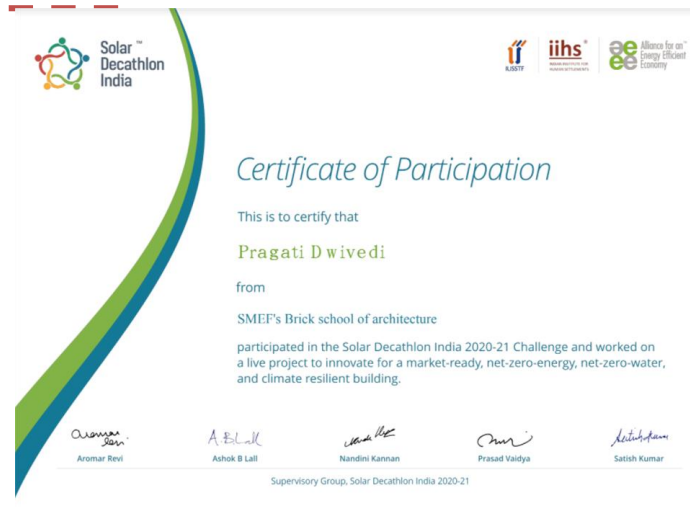 Solar™
Decathlon
India
IUSSTF
iihs
INDIAN INSTITUTE FOR
HUMAN SETTLEMENTS
aeee
Alliance for an
Energy Efficient
Economy
Certificate of Participation
This is to certify that
Pragati Dwivedi
from
SMEF's Brick school of architecture
participated in the Solar Decathlon India 2020-21 Challenge and worked on
a live project to innovate for a market-ready, net-zero-energy, net-zero-water,
and climate resilient building.
A.B Lall
Aromar Revi
Ashok B Lall
Nandini Kannan
Prasad Vaidya
Satish Kumar
Supervisory Group, Solar Decathlon India 2020-21